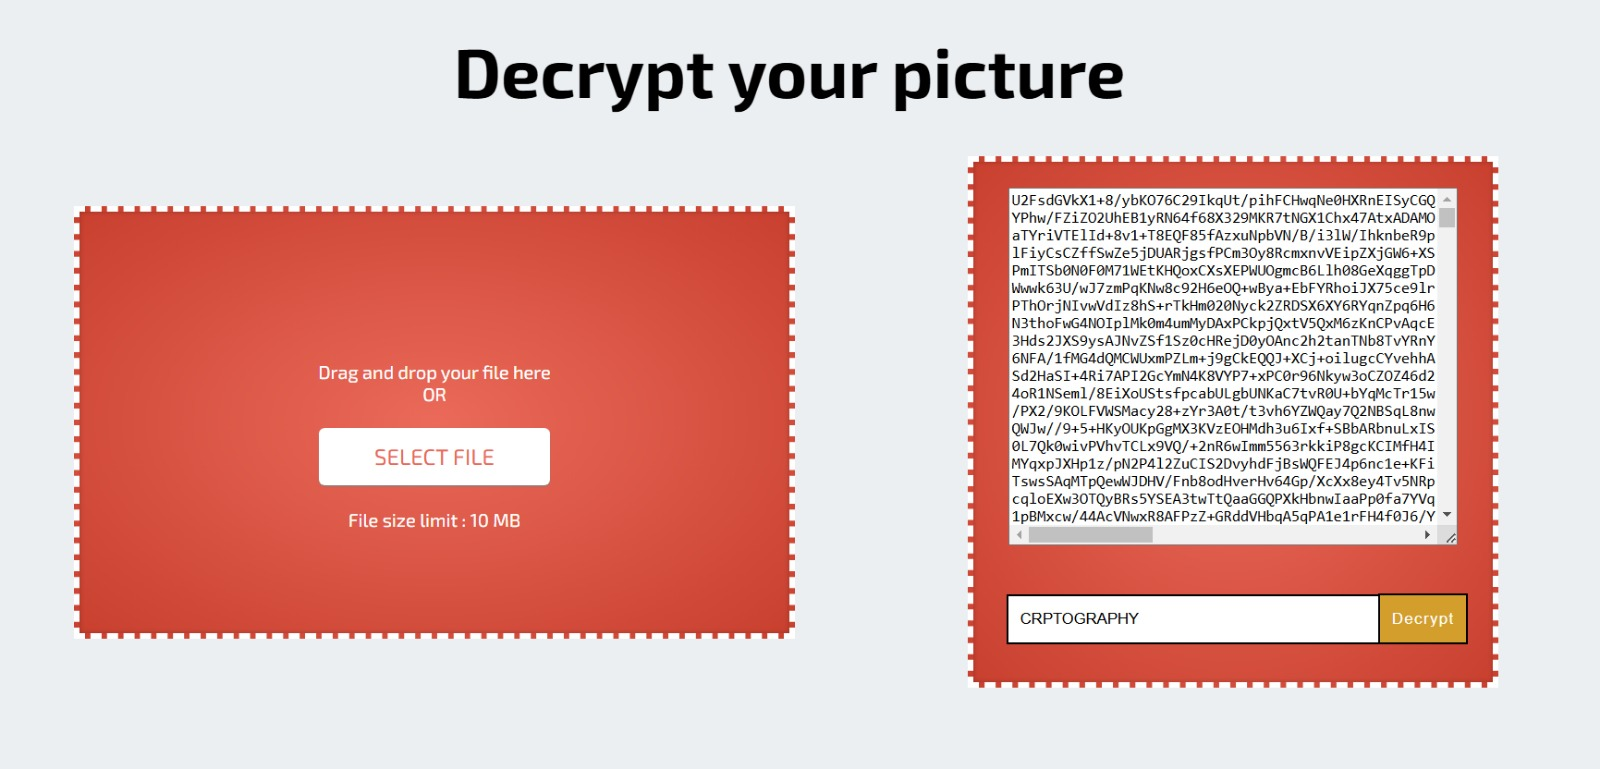 Decrypt your picture
Drag and drop your file here
OR
SELECT FILE
File size limit : 10 MB
U2FsdGVkX1+8/ybKO76C29IkqUt/pihFCHwqNe0HXRnEISyCGQ
YPhw/FZiZO2UhEB1yRN64f68X329MKR7tNGX1Chx47AtxADAMO
aTYriVTElId+8v1+T8EQF85fAzxuNpbVN/B/i3lW/IhknbeR9p
lFiyCsCZffSwZe5jDUARjgsfPCm3Oy8RcmxnvVEipZXjGW6+XS
PmITSb0N0F0M71WEtKHQoxCXsXEPWUOgmcB6Llh08GeXqggTpD
Wwwk63U/wJ7zmPqKNw8c92H6eOQ+wBya+EbFYRhoiJX75ce9lr
PThOrjNIvwVdIz8hS+rTkHm020Nyck2ZRDSX6XY6RYqnZpq6H6
N3thoFwG4NOIplMk0m4umMyDAxPCkpjQxtV5QxM6zKnCPvAqcE
3Hds2JXS9ysAJNvZSf1Sz0cHRejD0yOAnc2h2tanTNb8TvYRnY
6NFA/1fMG4dQMCWUxmPZLm+j9gCkEQQJ+XCj+oilugcCYvehhA
Sd2HaSI+4Ri7API2GcYmN4K8VYP7+xPC0r96Nkyw3oCZOZ46d2
4oR1NSeml/8EiXoUStsfpcabULgbUNKaC7tvR0U+bYqMcTr15w
/PX2/9KOLFVWSMacy28+zYr3A0t/t3vh6YZWQay7Q2NBSqL8nw
QWJw//9+5+HKyOUKpGgMX3KVzEOHMdh3u6Ixf+SBbARbnuLxIS
0L7Qk0wivPVhvTCLx9VQ/+2nR6wImm5563rkkiP8gcKCIMfH4I
MYqxpJXHp1z/pN2P4l2ZuCIS2DvyhdFjBsWQFEJ4p6nc1e+KFi
TswsSAqMTpQewWJDHV/Fnb8odHverHv64Gp/XcXx8ey4Tv5NRp
cqloEXw3OTQyBRs5YSEA3twTtQaaGGQPXkHbnwIaaPp0fa7YVq
1pBMxcw/44AcVNwxR8AFPzZ+GRddVHbqA5qPA1e1rFH4f0J6/Y
CRPTOGRAPHY
Decrypt